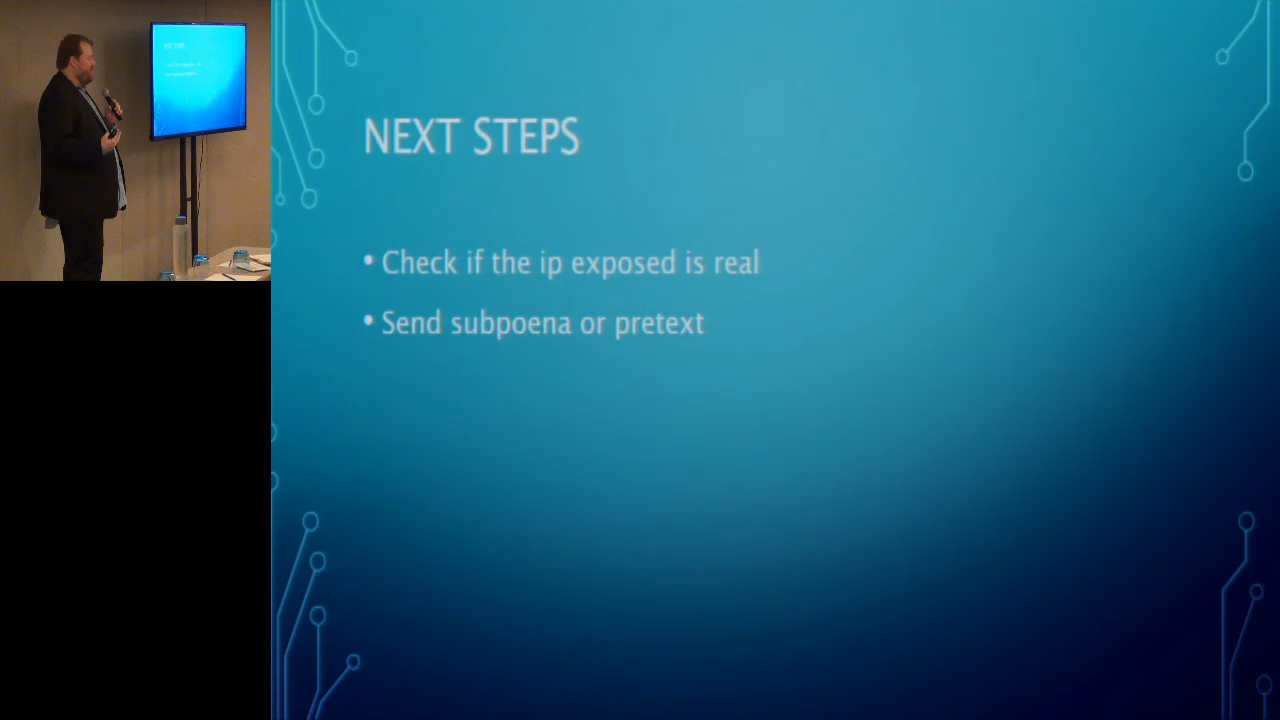 NEXT STEPS
• Check if the ip exposed is real
• Send subpoena or pretext